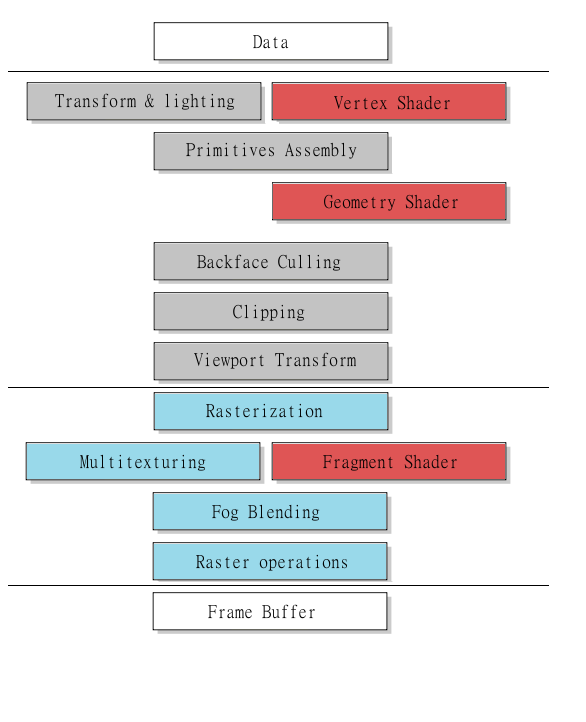 Data
Transform & lighting
Vertex Shader
Primitives Assembly
Geometry Shader
Backface Culling
Clipping
Viewport Transform
Rasterization
Multitexturing
Fragment Shader
Fog Blending
Raster operations
Frame Buffer